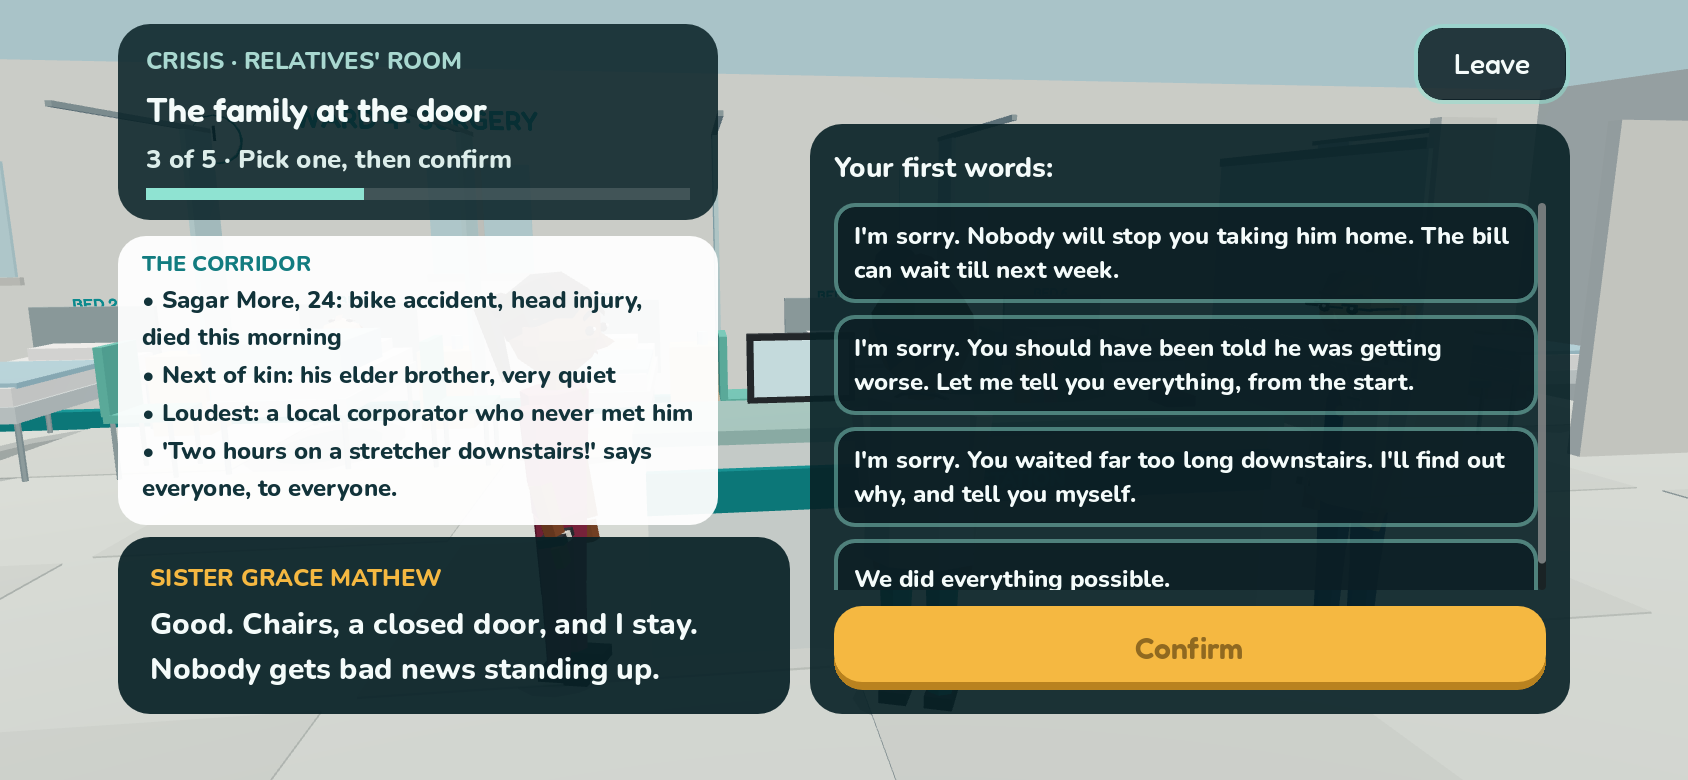 CRISIS · RELATIVES' ROOM
The family at the door
3 of 5 · Pick one, then confirm
THE CORRIDOR
• Sagar More, 24: bike accident, head injury,
died this morning
• Next of kin: his elder brother, very quiet
• Loudest: a local corporator who never met him
• 'Two hours on a stretcher downstairs!' says
everyone, to everyone.
SISTER GRACE MATHEW
Good. Chairs, a closed door, and I stay.
Nobody gets bad news standing up.
Leave
Your first words:
I'm sorry. Nobody will stop you taking him home. The bill
can wait till next week.
I'm sorry. You should have been told he was getting
worse. Let me tell you everything, from the start.
I'm sorry. You waited far too long downstairs. I'll find out
why, and tell you myself.
We did everything possible.
Confirm
BED 2